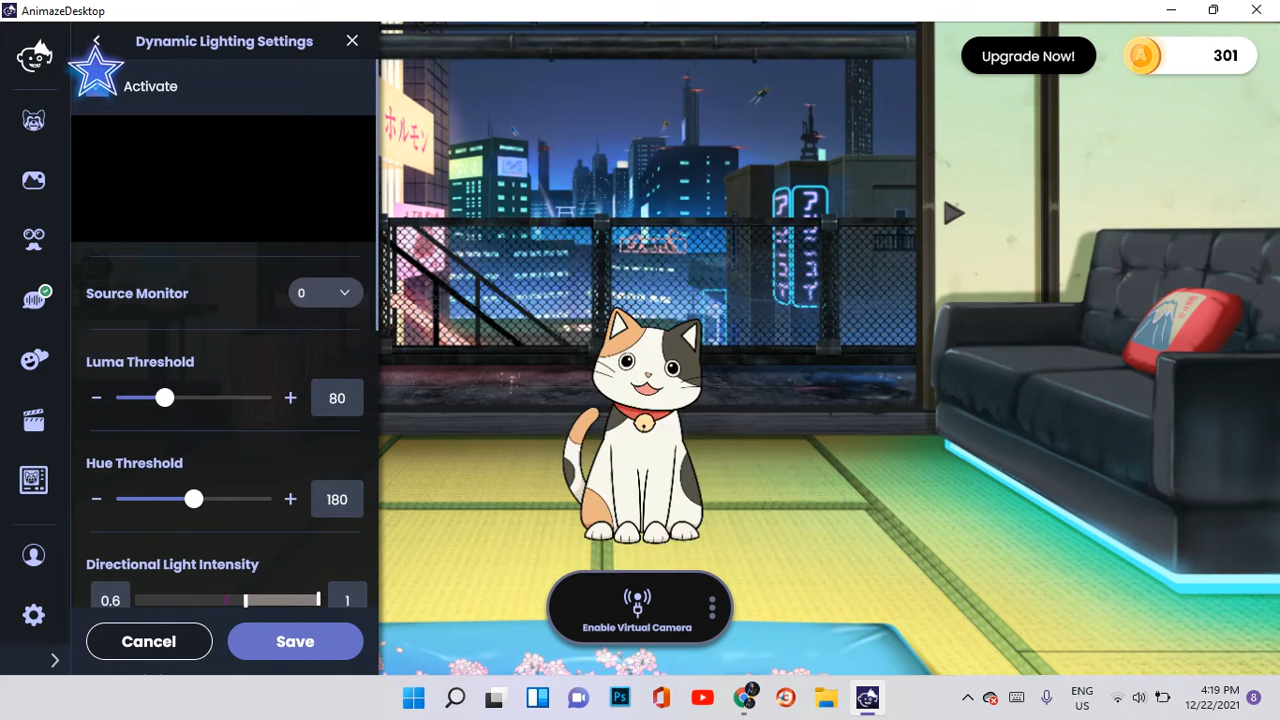 AnimazeDesktop
Dynamic Lighting Settings
Upgrade Now!
301
Activate
ホルモン
Source Monitor
0
Luma Threshold
80
Hue Threshold
180
Directional Light Intensity
0.6
1
Enable Virtual Camera
Cancel
Save
ENG
US
4:19 PM
12/22/2021
8